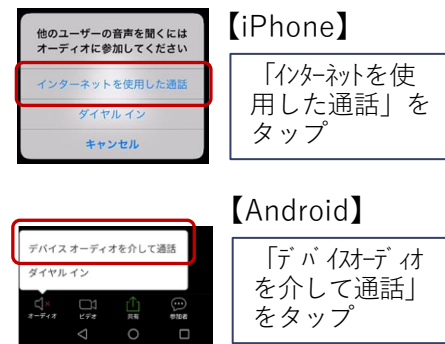 他のユーザーの音声を聞くには
オーディオに参加してください
インターネットを使用した通話
ダイヤル イン
キャンセル
【iPhone】
「インターネットを使
用した通話」を
タップ
【Android】
デバイス オーディオを介して通話
ダイヤル イン
オーディオ
ビデオ
共有
参加者
「デバイスオーディオ
を介して通話」
をタップ